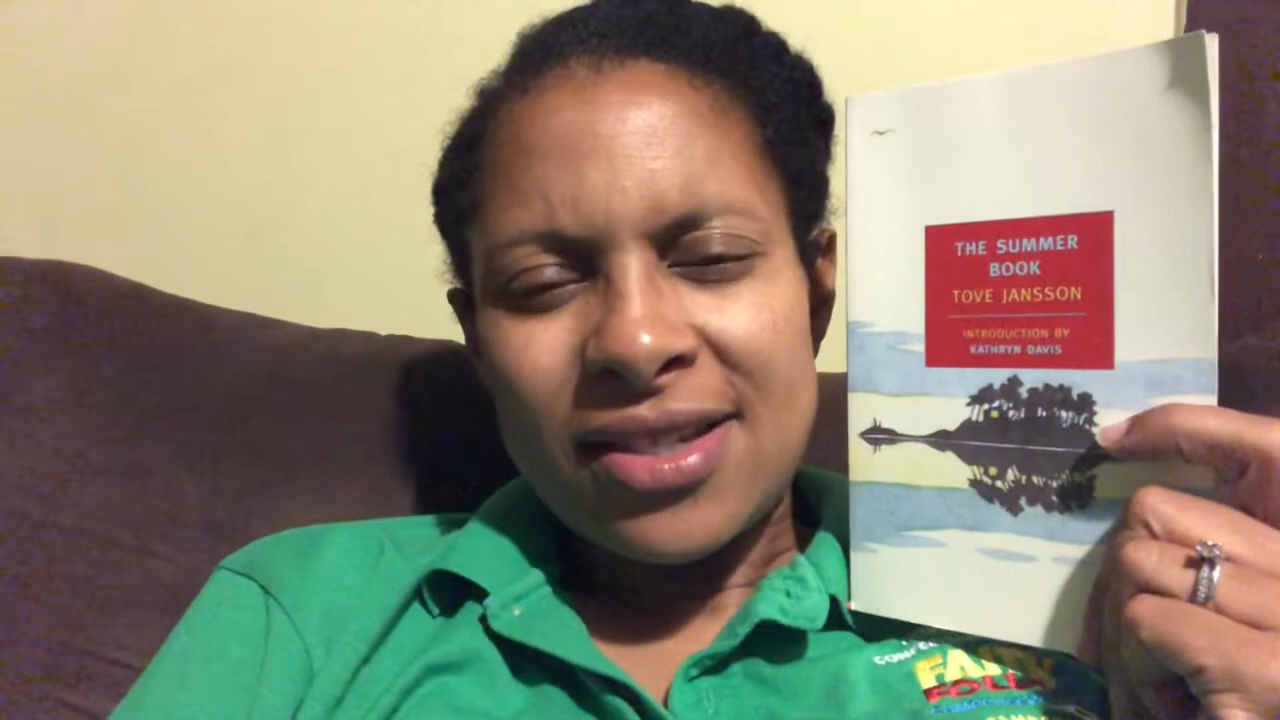 THE SUMMER
BOOK
TOVE JANSSON
INTRODUCTION BY
KATHRYN DAVIS